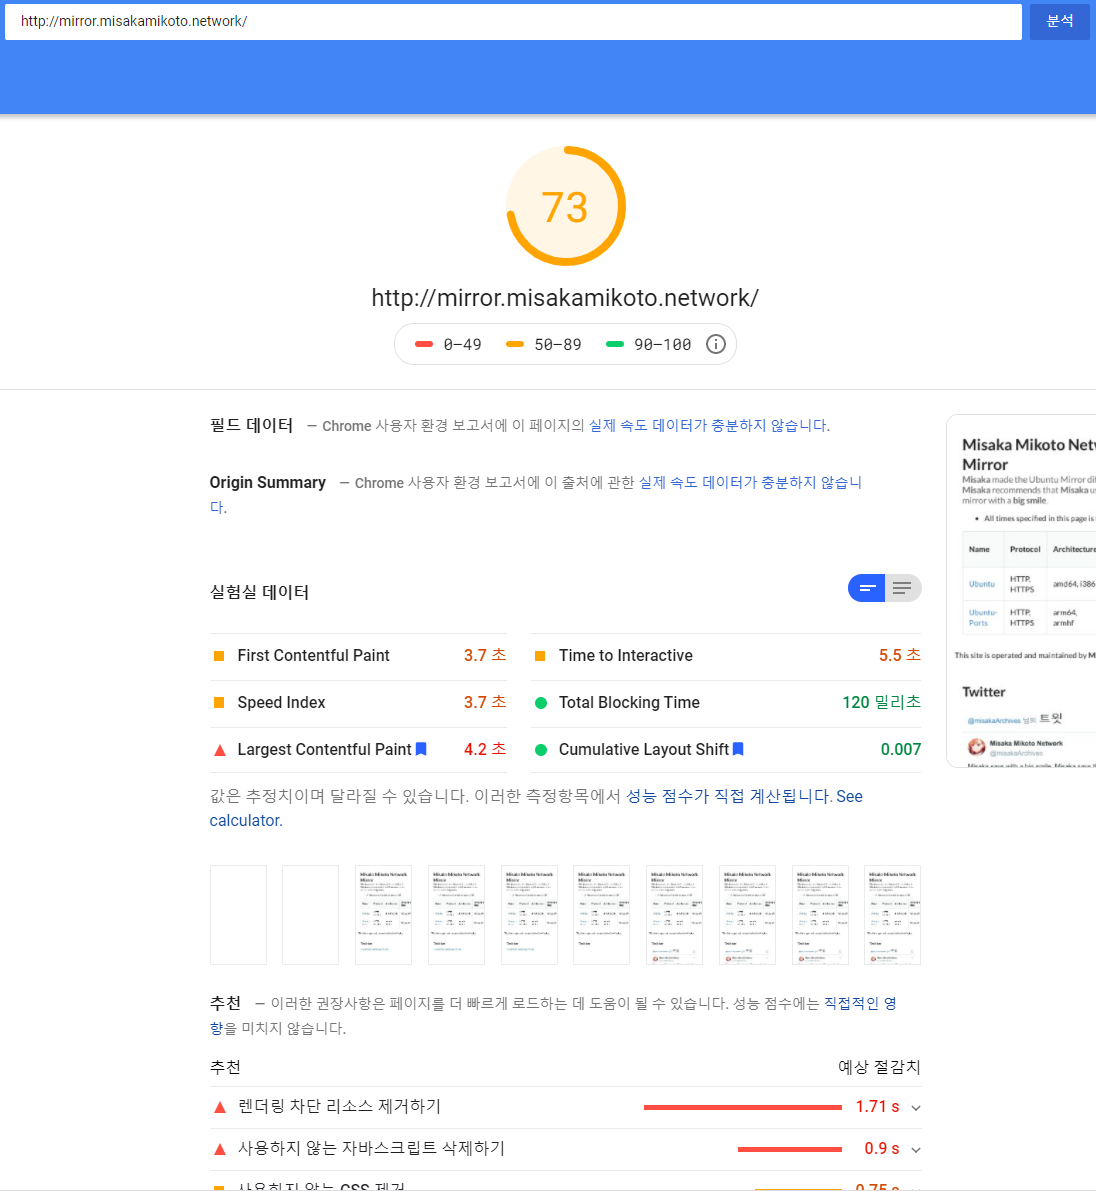 http://mirror.misakamikoto.network/
분석
73
http://mirror.misakamikoto.network/
0–49 50–89 90–100
필드 데이터 — Chrome 사용자 환경 보고서에 이 페이지의 실제 속도 데이터가 충분하지 않습니다.
Origin Summary — Chrome 사용자 환경 보고서에 이 출처에 관한 실제 속도 데이터가 충분하지 않습니
다.
실험실 데이터
First Contentful Paint 3.7 초
Time to Interactive 5.5 초
Speed Index 3.7 초
Total Blocking Time 120 밀리초
Largest Contentful Paint 4.2 초
Cumulative Layout Shift 0.007
값은 추정치이며 달라질 수 있습니다. 이러한 측정항목에서 성능 점수가 직접 계산됩니다. See
calculator.
추천 — 이러한 권장사항은 페이지를 더 빠르게 로드하는 데 도움이 될 수 있습니다. 성능 점수에는 직접적인 영
향을 미치지 않습니다.
추천 예상 절감치
렌더링 차단 리소스 제거하기 1.71 s
사용하지 않는 자바스크립트 삭제하기 0.9 s
사용하지 않는 CSS 제거 0.75 s
Misaka Mikoto Netw
Mirror
Misaka made the Ubuntu Mirror
Misaka recommends that Misaka
mirror with a big smile.
All times specified in this page is
Name Protocol Architecture
Ubuntu HTTP, HTTPS amd64, i386
Ubuntu-Ports HTTP, HTTPS arm64, armhf
This site is operated and maintained by
Twitter
@misakaArchives 님의 트윗
Misaka Mikoto Network
@misakaArchives